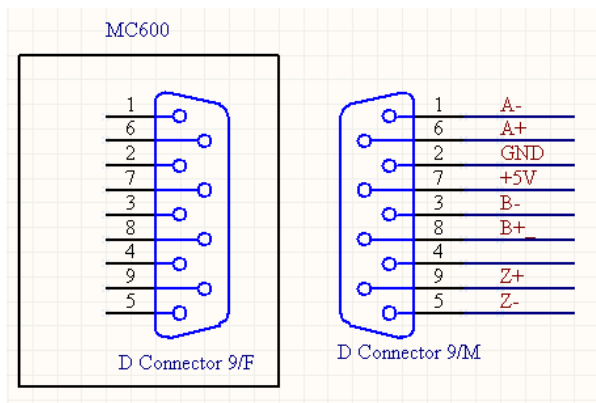 MC600
1 1 A-
6 6 A+
2 2 GND
7 7 +5V
3 3 B-
8 8 B+_
4 4
9 9 Z+
5 5 Z-
D Connector 9/F D Connector 9/M